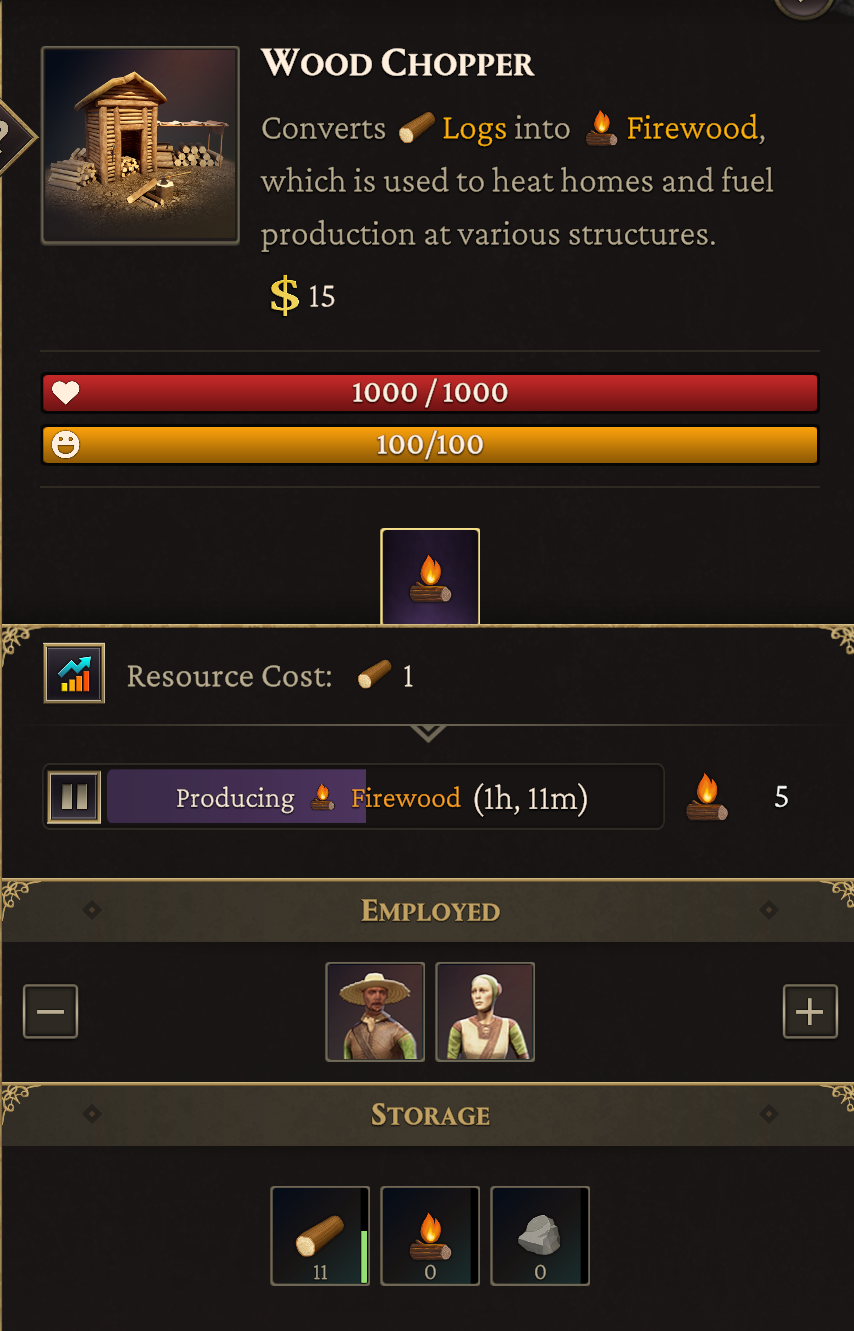 WOOD CHOPPER
Converts Logs into Firewood,
which is used to heat homes and fuel
production at various structures.
$ 15
1000 / 1000
100/100
Resource Cost: 1
Producing Firewood (1h, 11m) 5
EMPLOYED
STORAGE
11 0 0